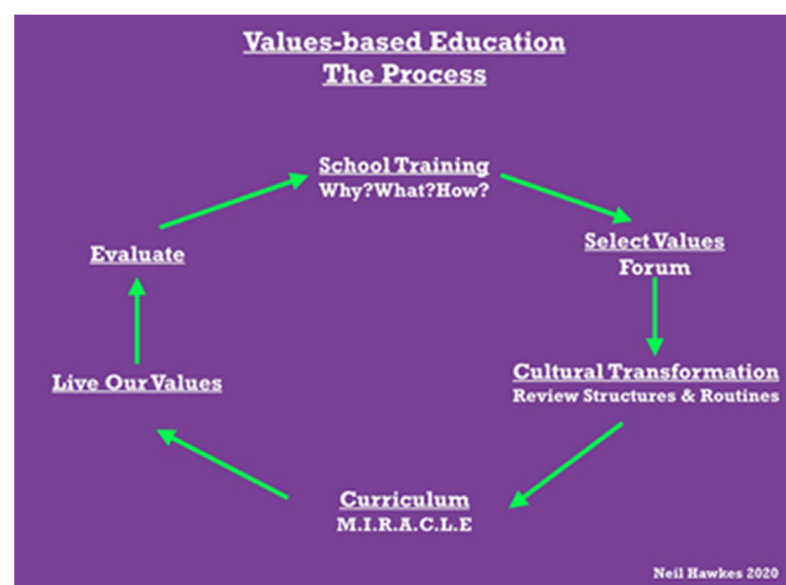 Values-based Education
The Process
School Training
Why?What?How?
Select Values
Forum
Cultural Transformation
Review Structures & Routines
Curriculum
M.I.R.A.C.L.E
Live Our Values
Evaluate
Neil Hawkes 2020